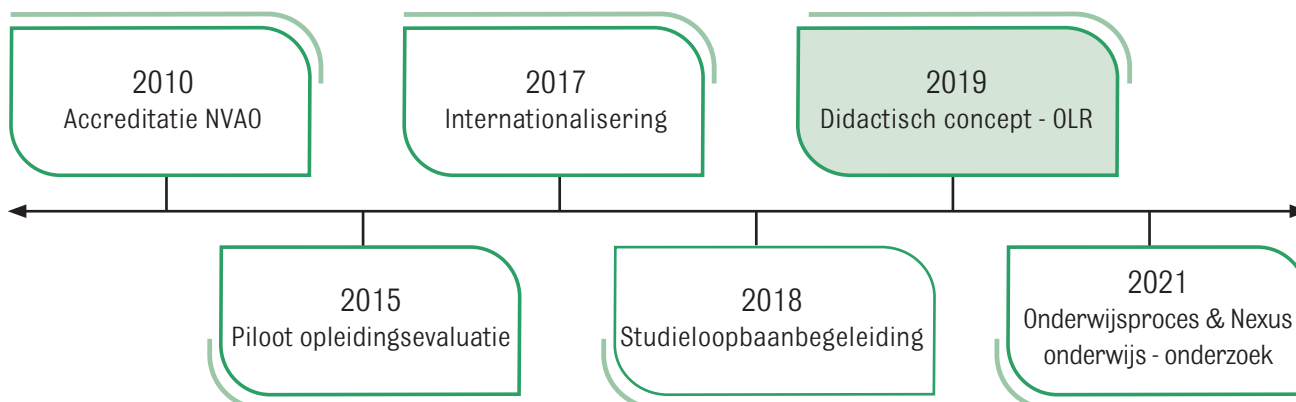 2010
Accreditatie NVAO
2017
Internationalisering
2019
Didactisch concept - OLR
2015
Piloot opleidingsevaluatie
2018
Studieloopbaanbegeleiding
2021
Onderwijsproces & Nexus
onderwijs - onderzoek